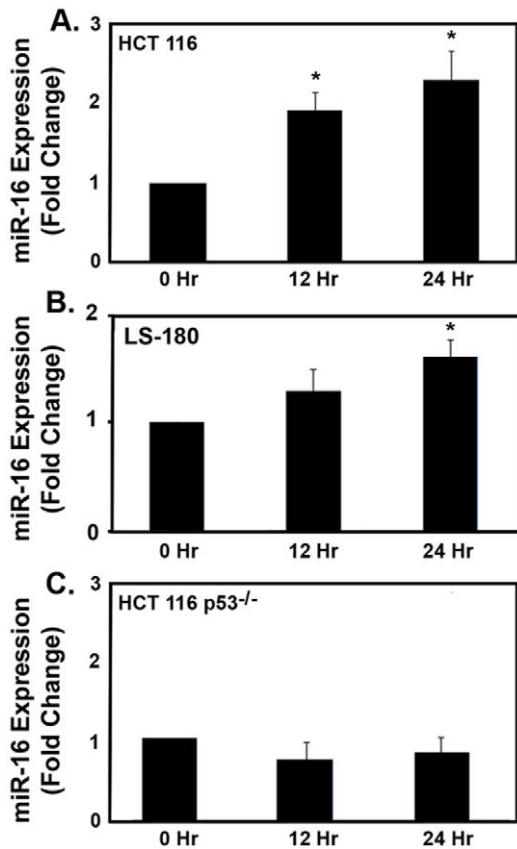 A.
HCT 116
miR-16 Expression
(Fold Change)
3
2
1
0
*
*
0 Hr 12 Hr 24 Hr
B.
LS-180
miR-16 Expression
(Fold Change)
2
1
0
*
0 Hr 12 Hr 24 Hr
C.
HCT 116 p53-/-
miR-16 Expression
(Fold Change)
3
2
1
0
0 Hr 12 Hr 24 Hr